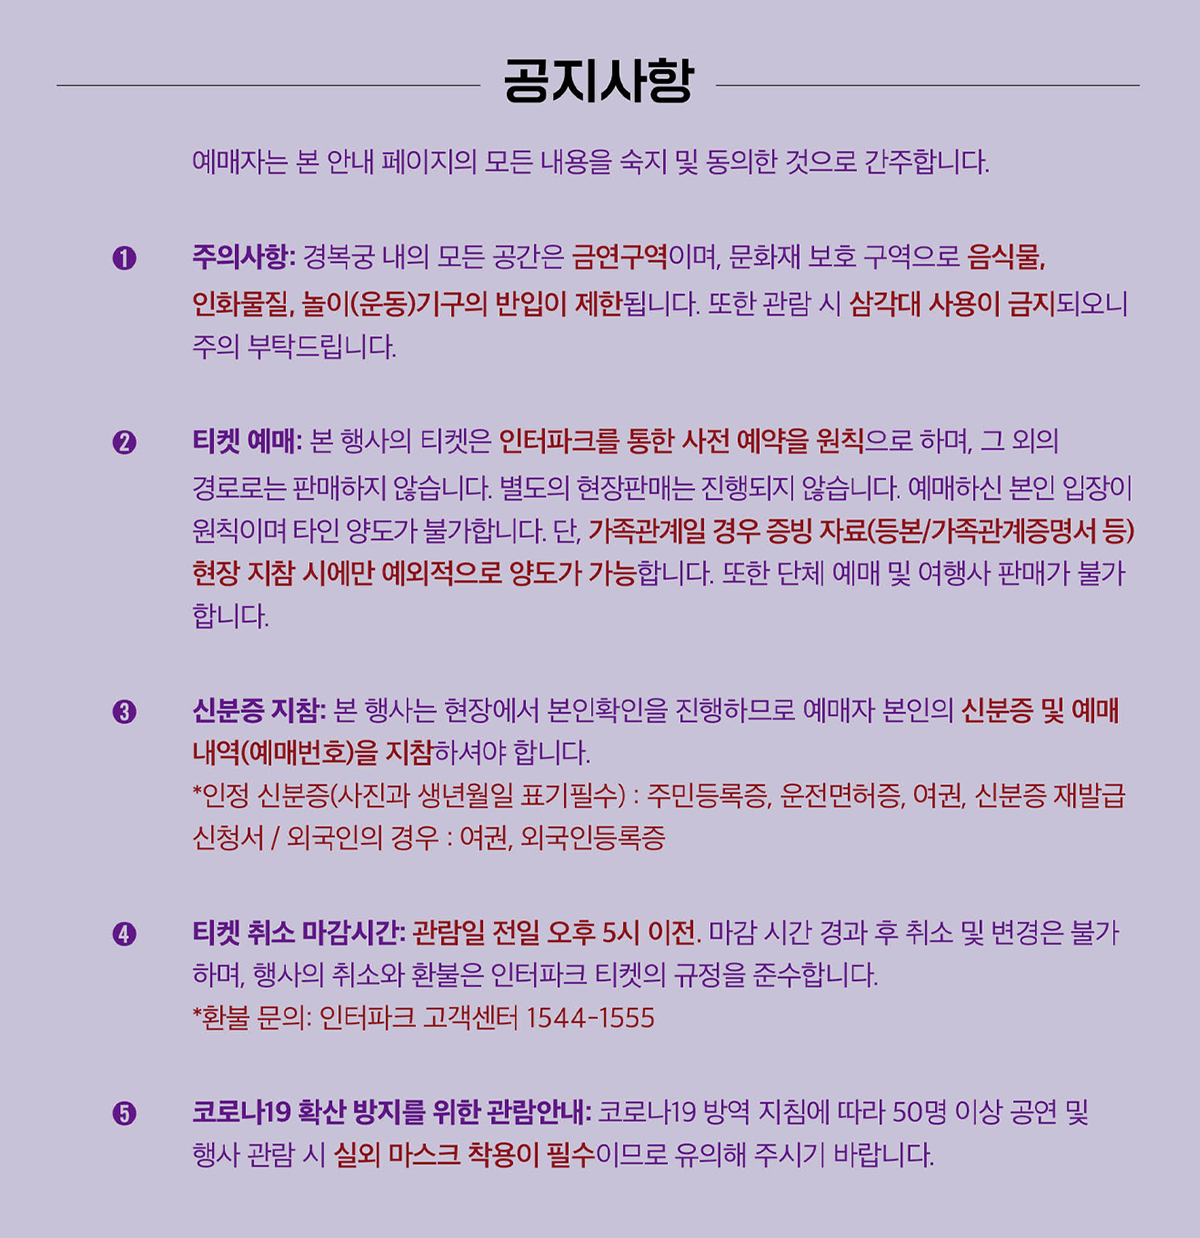 공지사항
예매자는 본 안내 페이지의 모든 내용을 숙지 및 동의한 것으로 간주합니다.
❶ 주의사항: 경복궁 내의 모든 공간은 금연구역이며, 문화재 보호 구역으로 음식물,
인화물질, 놀이(운동)기구의 반입이 제한됩니다. 또한 관람 시 삼각대 사용이 금지되오니
주의 부탁드립니다.
❷ 티켓 예매: 본 행사의 티켓은 인터파크를 통한 사전 예약을 원칙으로 하며, 그 외의
경로로는 판매하지 않습니다. 별도의 현장판매는 진행되지 않습니다. 예매하신 본인 입장이
원칙이며 타인 양도가 불가합니다. 단, 가족관계일 경우 증빙 자료(등본/가족관계증명서 등)
현장 지참 시에만 예외적으로 양도가 가능합니다. 또한 단체 예매 및 여행사 판매가 불가
합니다.
❸ 신분증 지참: 본 행사는 현장에서 본인확인을 진행하므로 예매자 본인의 신분증 및 예매
내역(예매번호)을 지참하셔야 합니다.
*인정 신분증(사진과 생년월일 표기필수) : 주민등록증, 운전면허증, 여권, 신분증 재발급
신청서 / 외국인의 경우 : 여권, 외국인등록증
❹ 티켓 취소 마감시간: 관람일 전일 오후 5시 이전. 마감 시간 경과 후 취소 및 변경은 불가
하며, 행사의 취소와 환불은 인터파크 티켓의 규정을 준수합니다.
*환불 문의: 인터파크 고객센터 1544-1555
❺ 코로나19 확산 방지를 위한 관람안내: 코로나19 방역 지침에 따라 50명 이상 공연 및
행사 관람 시 실외 마스크 착용이 필수이므로 유의해 주시기 바랍니다.